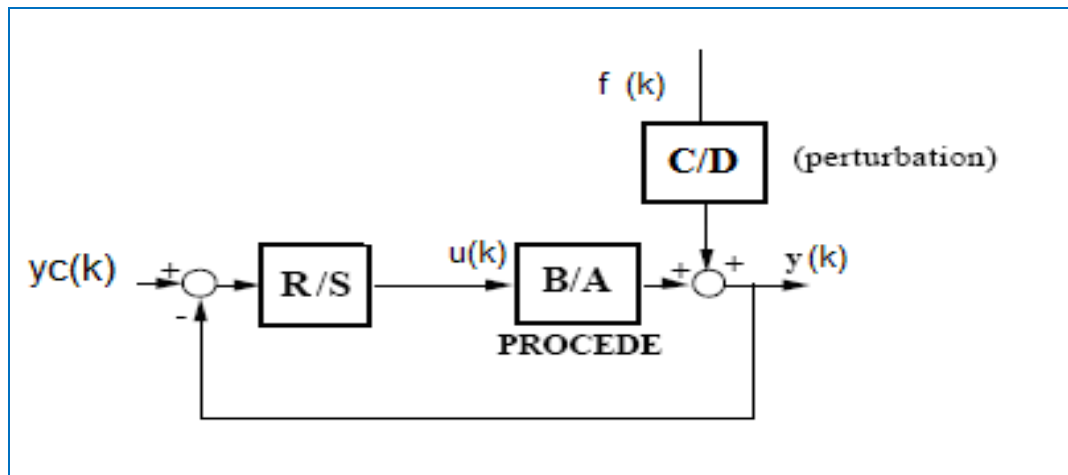 f (k)
C/D
(perturbation)
yc(k)
+
-
R/S
u(k)
B/A
PROCEDE
+
+
y(k)